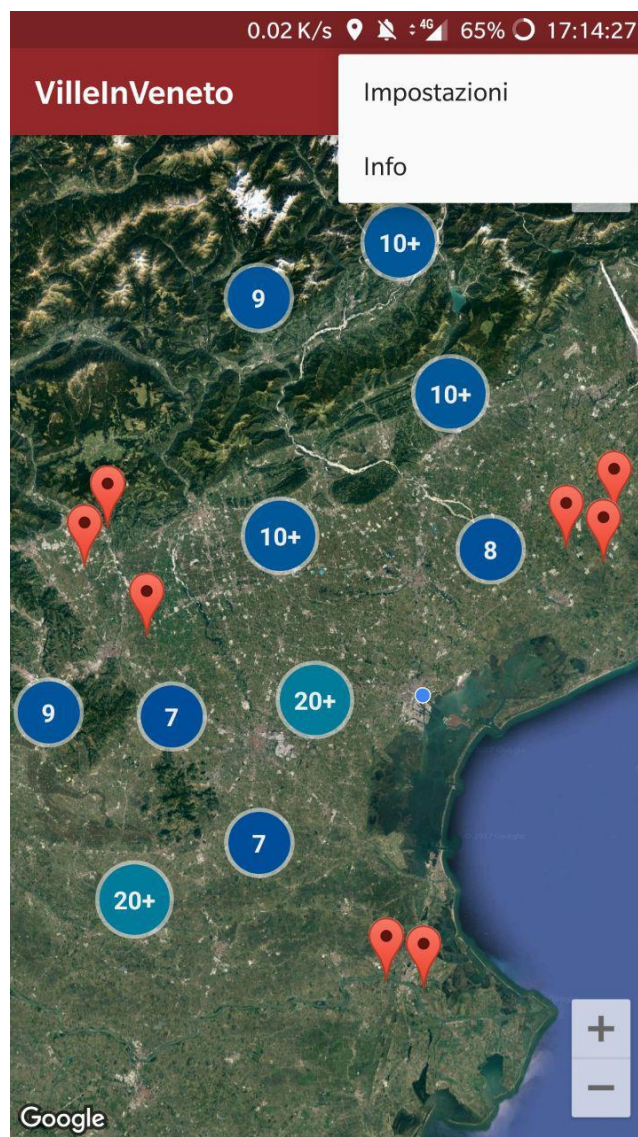 0.02 K/s 4G 65% 17:14:27
VilleInVeneto
Impostazioni
Info
10+
9
10+
10+
8
9
7
20+
7
20+
+
−
Google